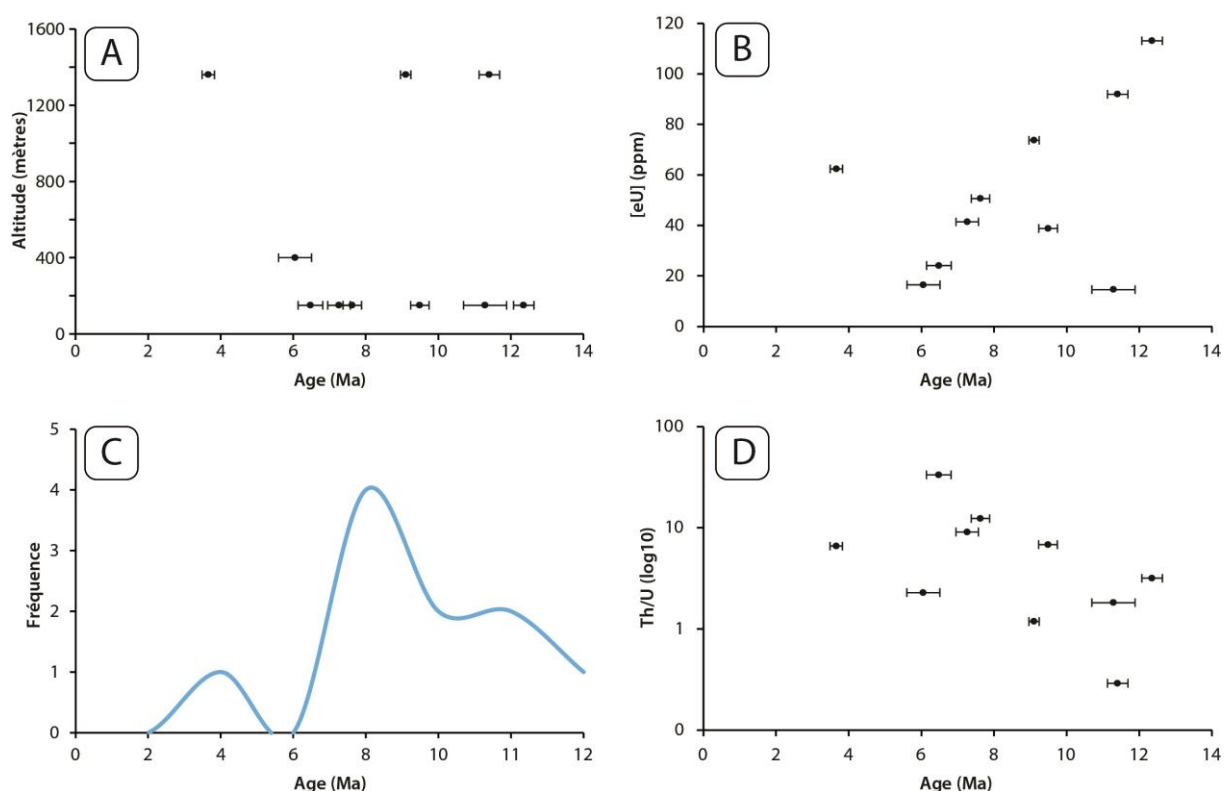 A
Altitude (mètres)
1600
1200
800
400
0
0 2 4 6 8 10 12 14
Age (Ma)
B
[eU] (ppm)
120
100
80
60
40
20
0
0 2 4 6 8 10 12 14
Age (Ma)
C
Fréquence
5
4
3
2
1
0
0 2 4 6 8 10 11 12
Age (Ma)
D
Th/U (log10)
100
10
1
0
0 2 4 6 8 10 12 14
Age (Ma)